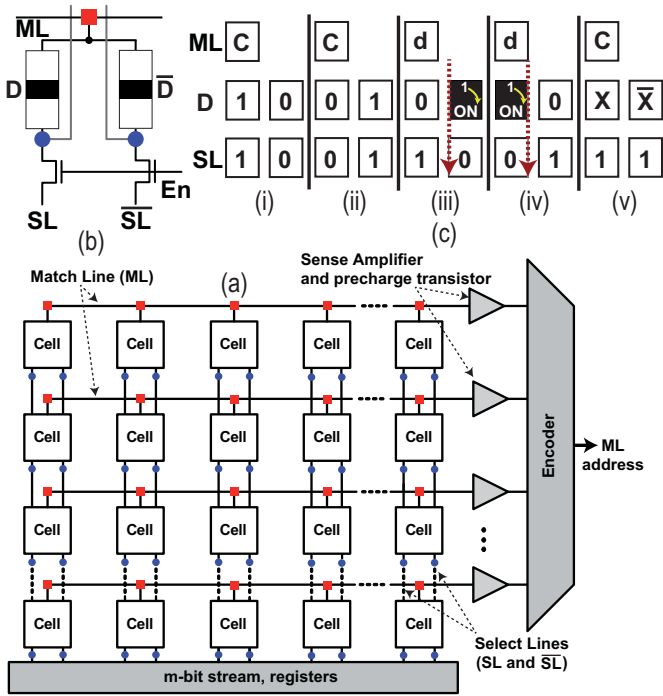 ML
D
D̅
En
SL
S̅L̅
(b)
ML C C d d C
D 1 0 0 1 0 1 ON 1 ON 0 X X̅
SL 1 0 0 1 1 0 0 1 1 1
(i) (ii) (iii) (iv) (v)
(c)
Match Line (ML)
(a)
Sense Amplifier
and precharge transistor
Cell Cell Cell Cell Cell
Cell Cell Cell Cell Cell
Cell Cell Cell Cell Cell
Cell Cell Cell Cell Cell
Encoder
ML
address
Select Lines
(SL and S̅L̅)
m-bit stream, registers